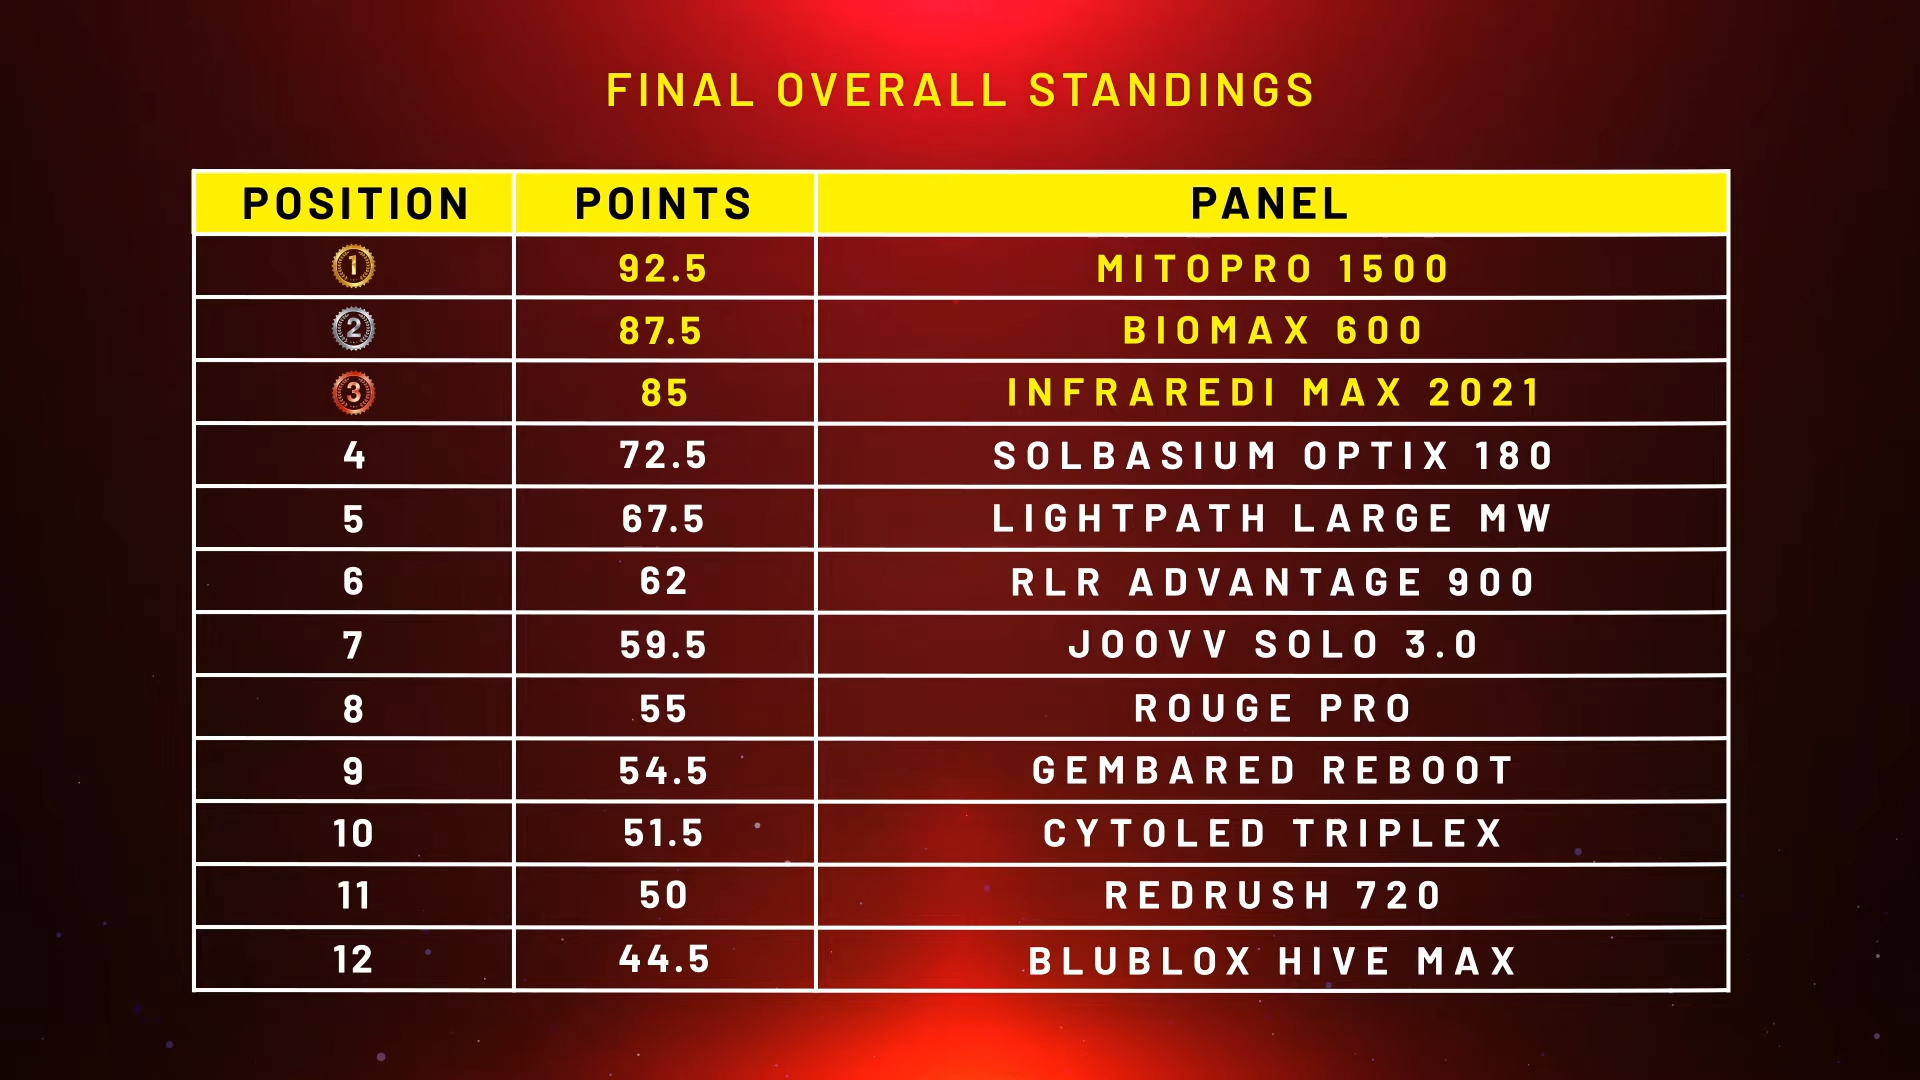 FINAL OVERALL STANDINGS
POSITION POINTS PANEL
1 92.5 MITOPRO 1500
2 87.5 BIOMAX 600
3 85 INFRAREDI MAX 2021
4 72.5 SOLBASIUM OPTIX 180
5 67.5 LIGHTPATH LARGE MW
6 62 RLR ADVANTAGE 900
7 59.5 JOOVV SOLO 3.0
8 55 ROUGE PRO
9 54.5 GEMBARED REBOOT
10 51.5 CYTOLED TRIPLEX
11 50 REDRUSH 720
12 44.5 BLUBLOX HIVE MAX